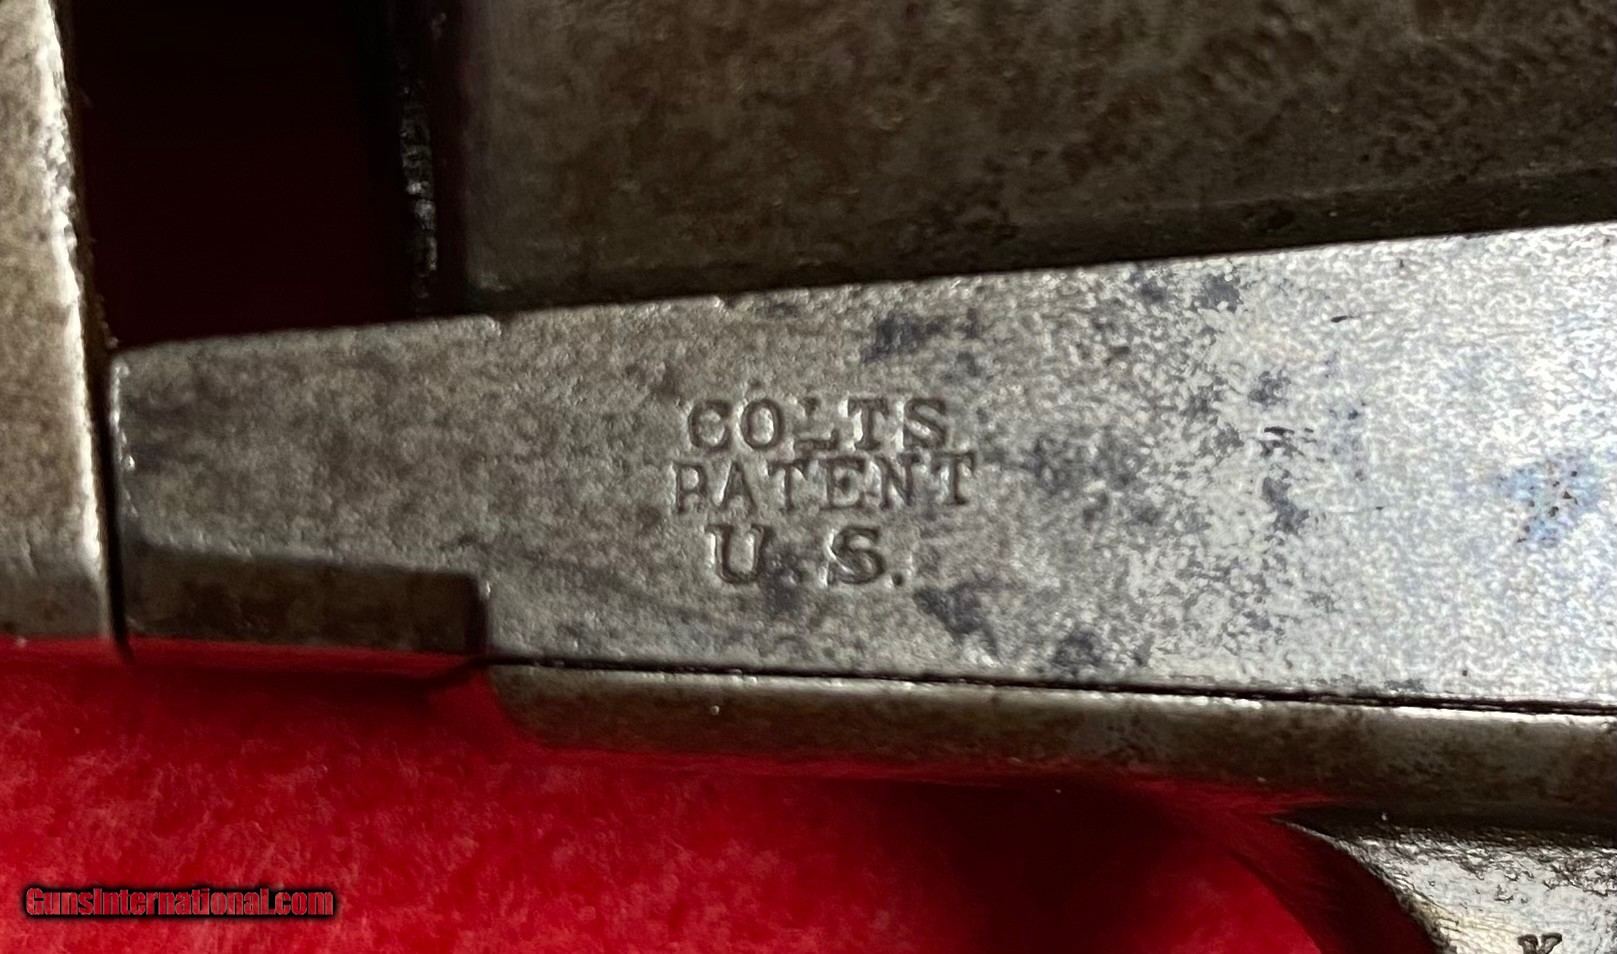 COLTS
PATENT
U.S.
GunsInternational.com
K